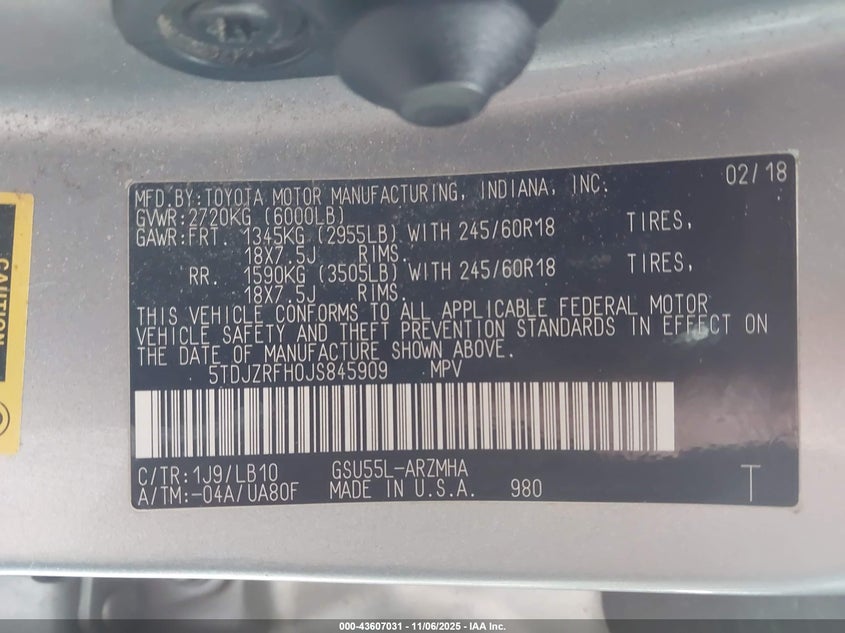 MFD.BY:TOYOTA MOTOR MANUFACTURING, INDIANA, INC. 02/18
GVWR:2720KG (6000LB)
GAWR:FRT. 1345KG (2955LB) WITH 245/60R18 TIRES,
18X7.5J RIMS.
RR. 1590KG (3505LB) WITH 245/60R18 TIRES,
18X7.5J RIMS.
THIS VEHICLE CONFORMS TO ALL APPLICABLE FEDERAL MOTOR
VEHICLE SAFETY AND THEFT PREVENTION STANDARDS IN EFFECT ON
THE DATE OF MANUFACTURE SHOWN ABOVE.
5TDJZRFH0JS845909 MPV
C/TR:1J9/LB10 GSU55L-ARZMHA
A/TM:-04A/UA80F MADE IN U.S.A. 980 T
CAUTION
000-43607031 - 11/06/2025 - IAA Inc.